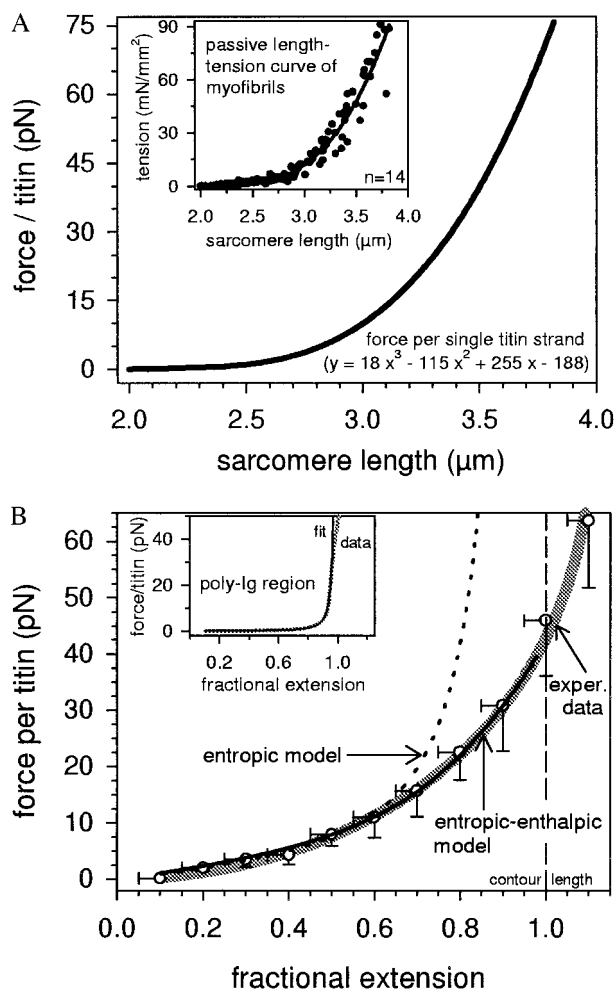 A
force / titin (pN)
75
60
45
30
15
0
tension (mN/mm²)
90
60
30
0
passive length-
tension curve of
myofibrils
n=14
2.0 2.5 3.0 3.5 4.0
sarcomere length (μm)
force per single titin strand
(y = 18 x³ - 115 x² + 255 x - 188)
2.0 2.5 3.0 3.5 4.0
sarcomere length (μm)
B
force per titin (pN)
60
50
40
30
20
10
0
force/titin (pN)
40
20
0
fit
data
poly-Ig region
0.2 0.6 1.0
fractional extension
entropic model
exper.
data
entropic-enthalpic
model
contour length
0.0 0.2 0.4 0.6 0.8 1.0
fractional extension